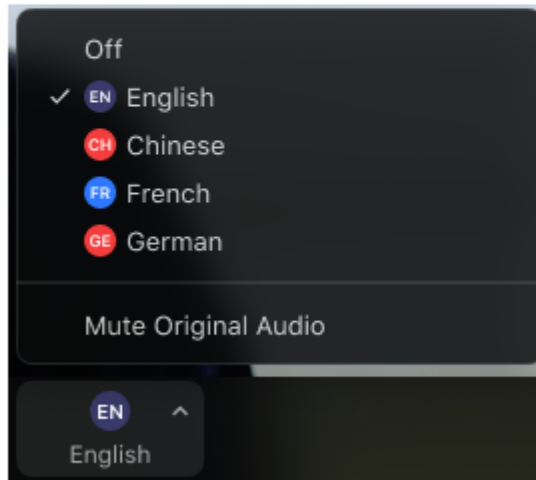 Off
EN English
CH Chinese
FR French
GE German
Mute Original Audio
EN
English